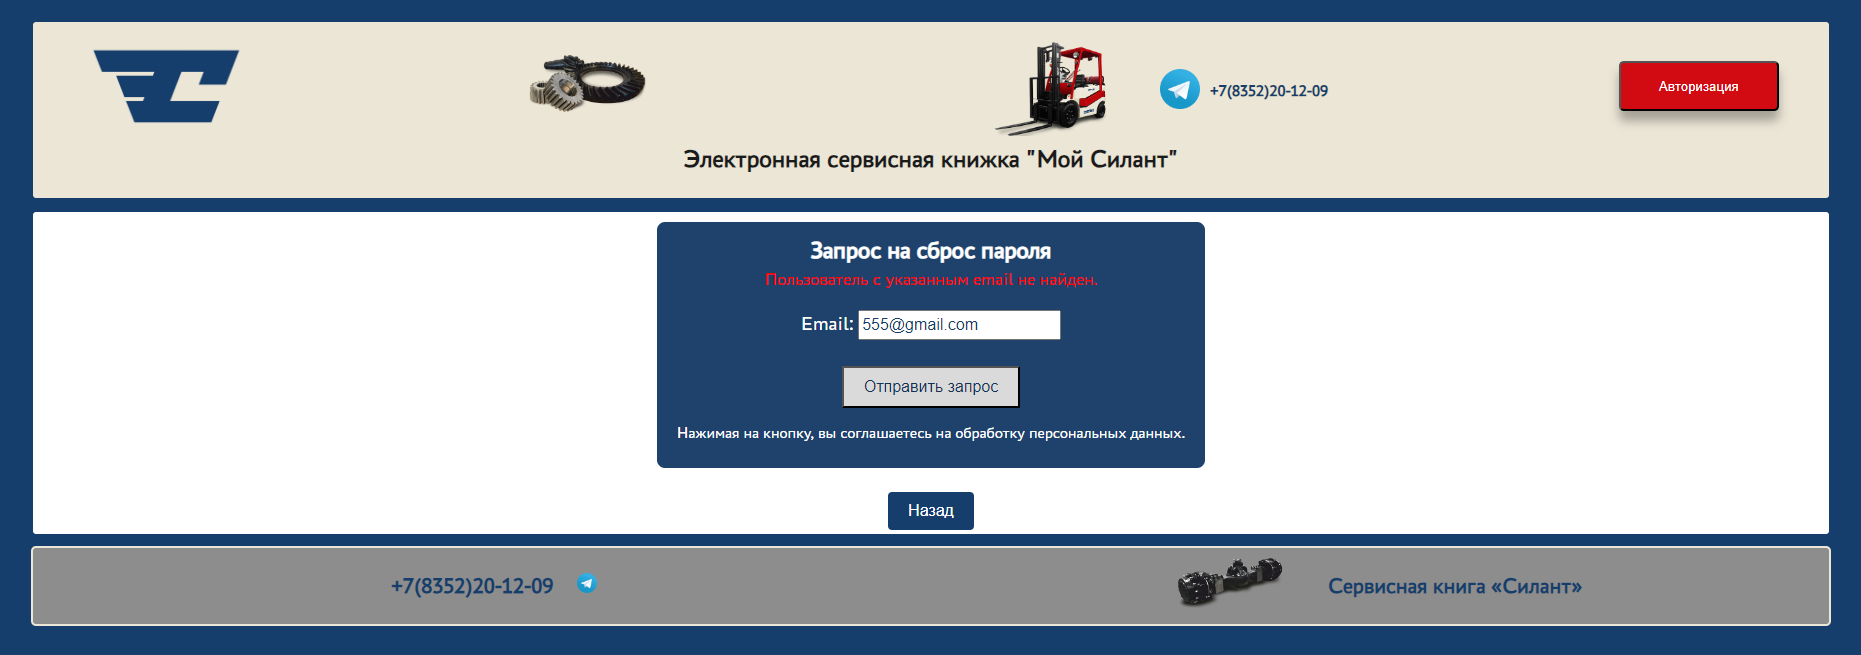 +7(8352)20-12-09
Авторизация
Электронная сервисная книжка "Мой Силант"
Запрос на сброс пароля
Пользователь с указанным email не найден.
Email: 555@gmail.com
Отправить запрос
Нажимая на кнопку, вы соглашаетесь на обработку персональных данных.
Назад
+7(8352)20-12-09
Сервисная книга «Силант»